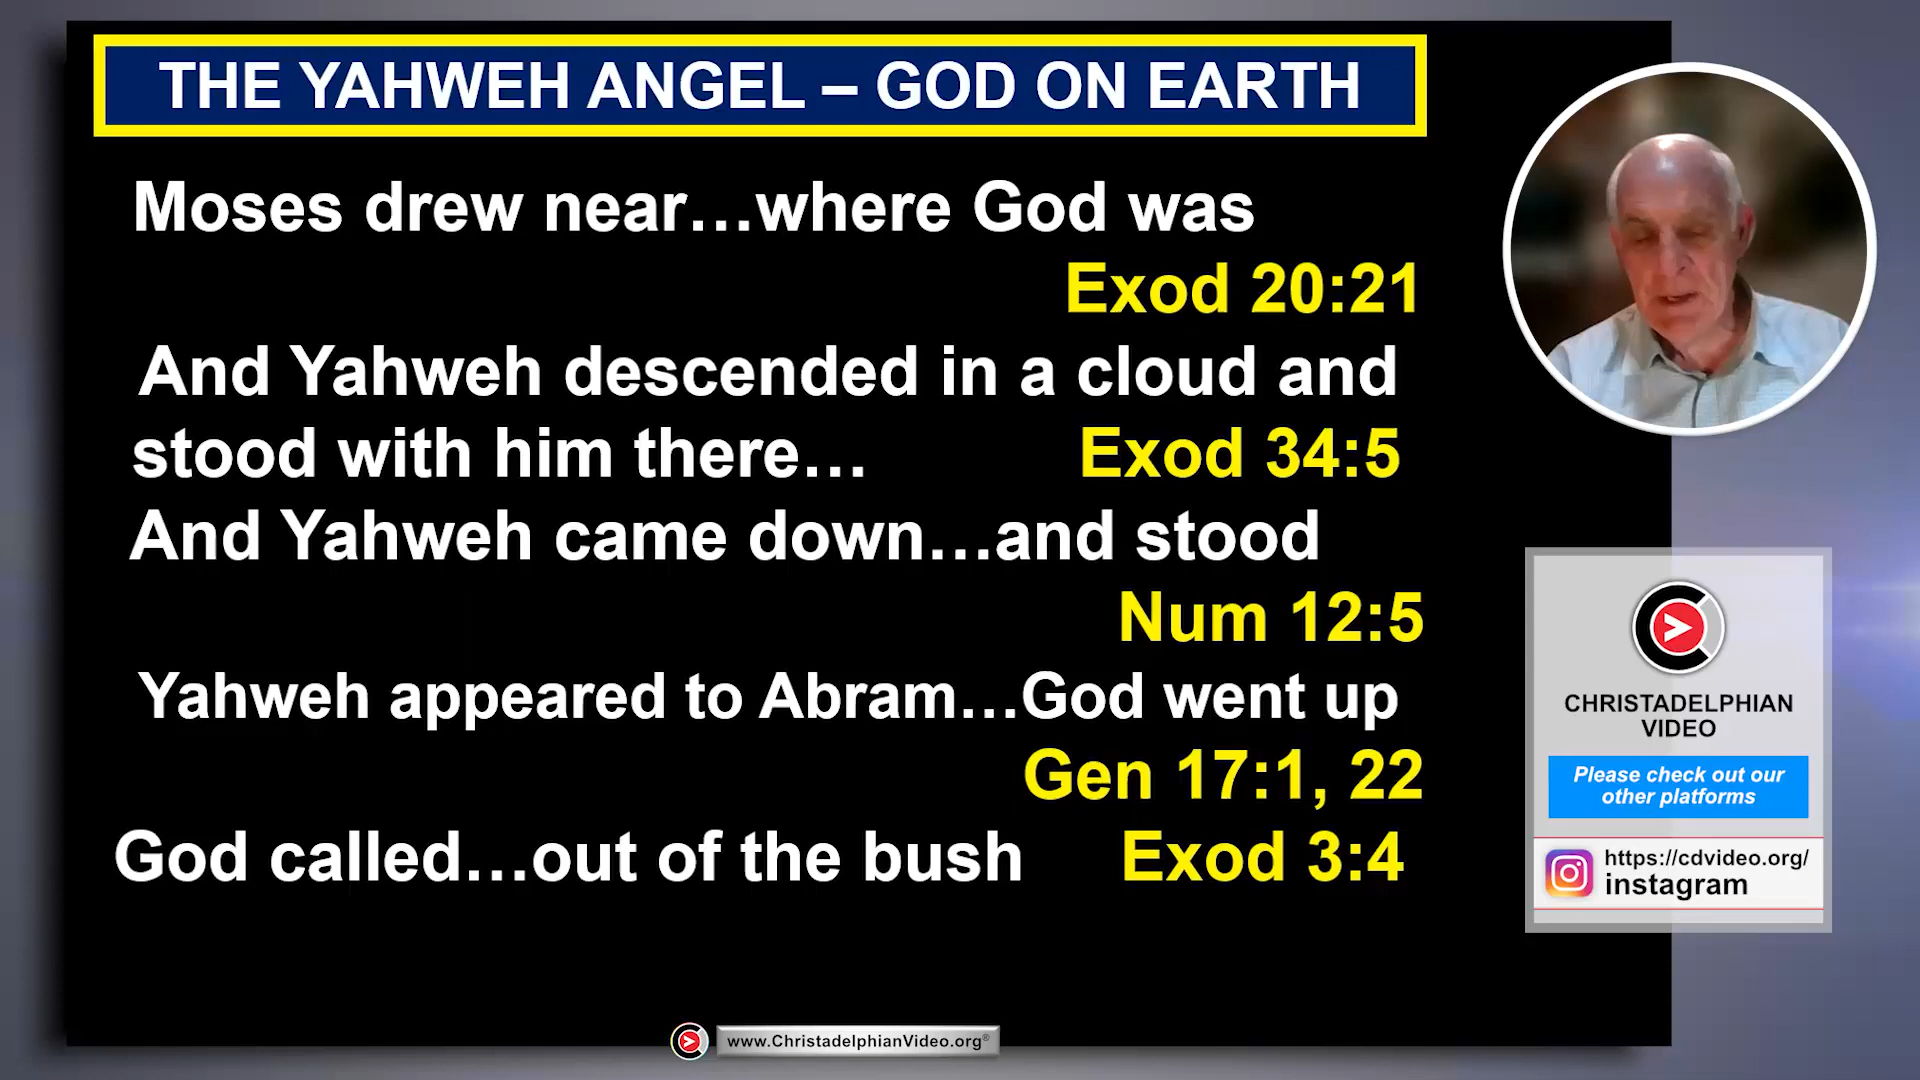 THE YAHWEH ANGEL – GOD ON EARTH
Moses drew near...where God was
Exod 20:21
And Yahweh descended in a cloud and
stood with him there... Exod 34:5
And Yahweh came down...and stood
Num 12:5
Yahweh appeared to Abram...God went up
Gen 17:1, 22
God called...out of the bush Exod 3:4
CHRISTADELPHIAN
VIDEO
Please check out our
other platforms
https://cdvideo.org/
instagram
www.ChristadelphianVideo.org®